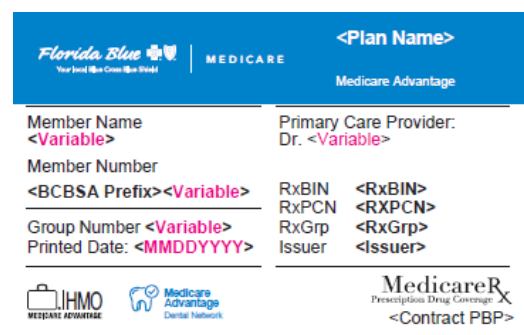 Florida Blue
MEDICARE
Your local Blue Cross Blue Shield
<Plan Name>
Medicare Advantage
Member Name
<Variable>
Member Number
<BCBSA Prefix><Variable>
Group Number <Variable>
Printed Date: <MMDDYYYY>
Primary Care Provider:
Dr. <Variable>
RxBIN <RxBIN>
RxPCN <RXPCN>
RxGrp <RxGrp>
Issuer <Issuer>
.IHMO
MEDICARE ADVANTAGE
Medicare
Advantage
Dental Network
MedicareRx
Prescription Drug Coverage
<Contract PBP>